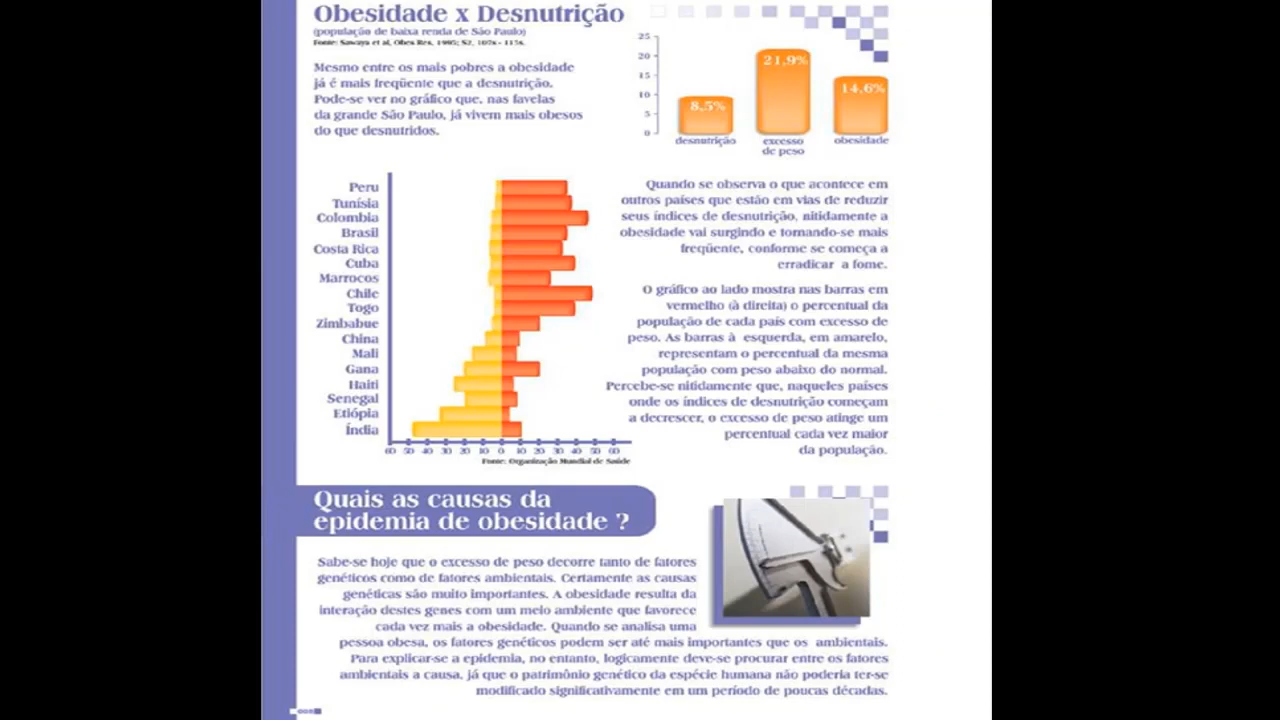 Obesidade x Desnutrição
(população de baixa renda de São Paulo)
Fonte: Sawaya et al, Obes Res, 1995; S2, 107s - 115s.
Mesmo entre os mais pobres a obesidade
já é mais freqüente que a desnutrição.
Pode-se ver no gráfico que, nas favelas
da grande São Paulo, já vivem mais obesos
do que desnutridos.
25
20
15
10
5
0
8,5%
21,9%
14,6%
desnutrição
excesso
de peso
obesidade
Peru
Tunísia
Colombia
Brasil
Costa Rica
Cuba
Marrocos
Chile
Togo
Zimbabue
China
Mali
Gana
Haiti
Senegal
Etiópia
Índia
60 50 40 30 20 10 0 10 20 30 40 50 60
Fonte: Organização Mundial de Saúde
Quando se observa o que acontece em
outros países que estão em vias de reduzir
seus índices de desnutrição, nitidamente a
obesidade vai surgindo e tornando-se mais
freqüente, conforme se começa a
erradicar a fome.
O gráfico ao lado mostra nas barras em
vermelho (à direita) o percentual da
população de cada país com excesso de
peso. As barras à esquerda, em amarelo,
representam o percentual da mesma
população com peso abaixo do normal.
Percebe-se nitidamente que, naqueles países
onde os índices de desnutrição começam
a decrescer, o excesso de peso atinge um
percentual cada vez maior
da população.
Quais as causas da
epidemia de obesidade ?
Sabe-se hoje que o excesso de peso decorre tanto de fatores
genéticos como de fatores ambientais. Certamente as causas
genéticas são muito importantes. A obesidade resulta da
interação destes genes com um meio ambiente que favorece
cada vez mais a obesidade. Quando se analisa uma
pessoa obesa, os fatores genéticos podem ser até mais importantes que os ambientais.
Para explicar-se a epidemia, no entanto, logicamente deve-se procurar entre os fatores
ambientais a causa, já que o patrimônio genético da espécie humana não poderia ter-se
modificado significativamente em um período de poucas décadas.